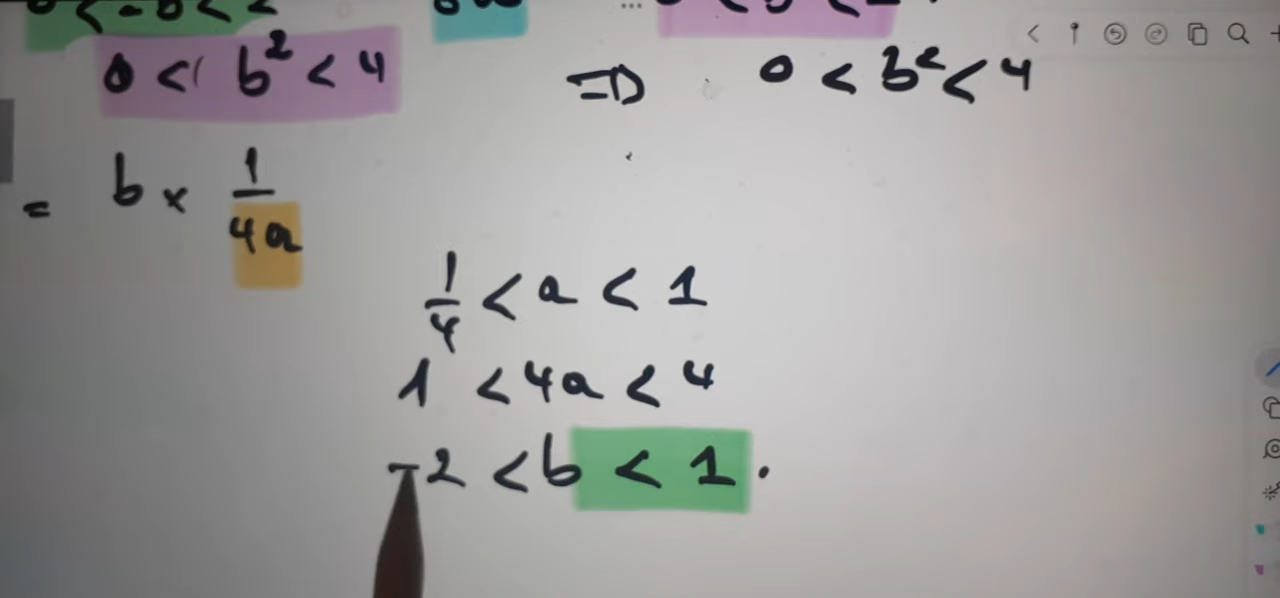 0 < b² < 4 => 0 < b² < 4
= b × 1/4a
1/4 < a < 1
1 < 4a < 4
-2 < b < 1.